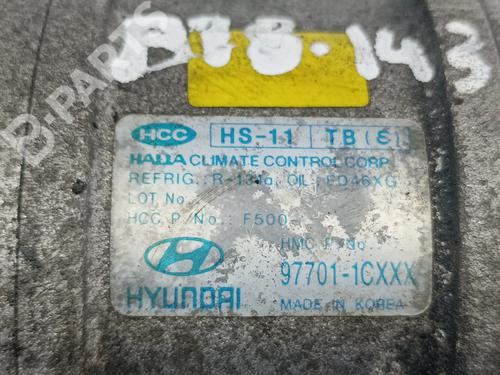 B78.143
HCC HS-11 TB(E)
HALLA CLIMATE CONTROL CORP.
REFRIG.: R-134a, OIL: FD46XG
LOT No.
HCC P/No.: F500-
HMC P/No.
97701-1CXXX
HYUNDAI
MADE IN KOREA